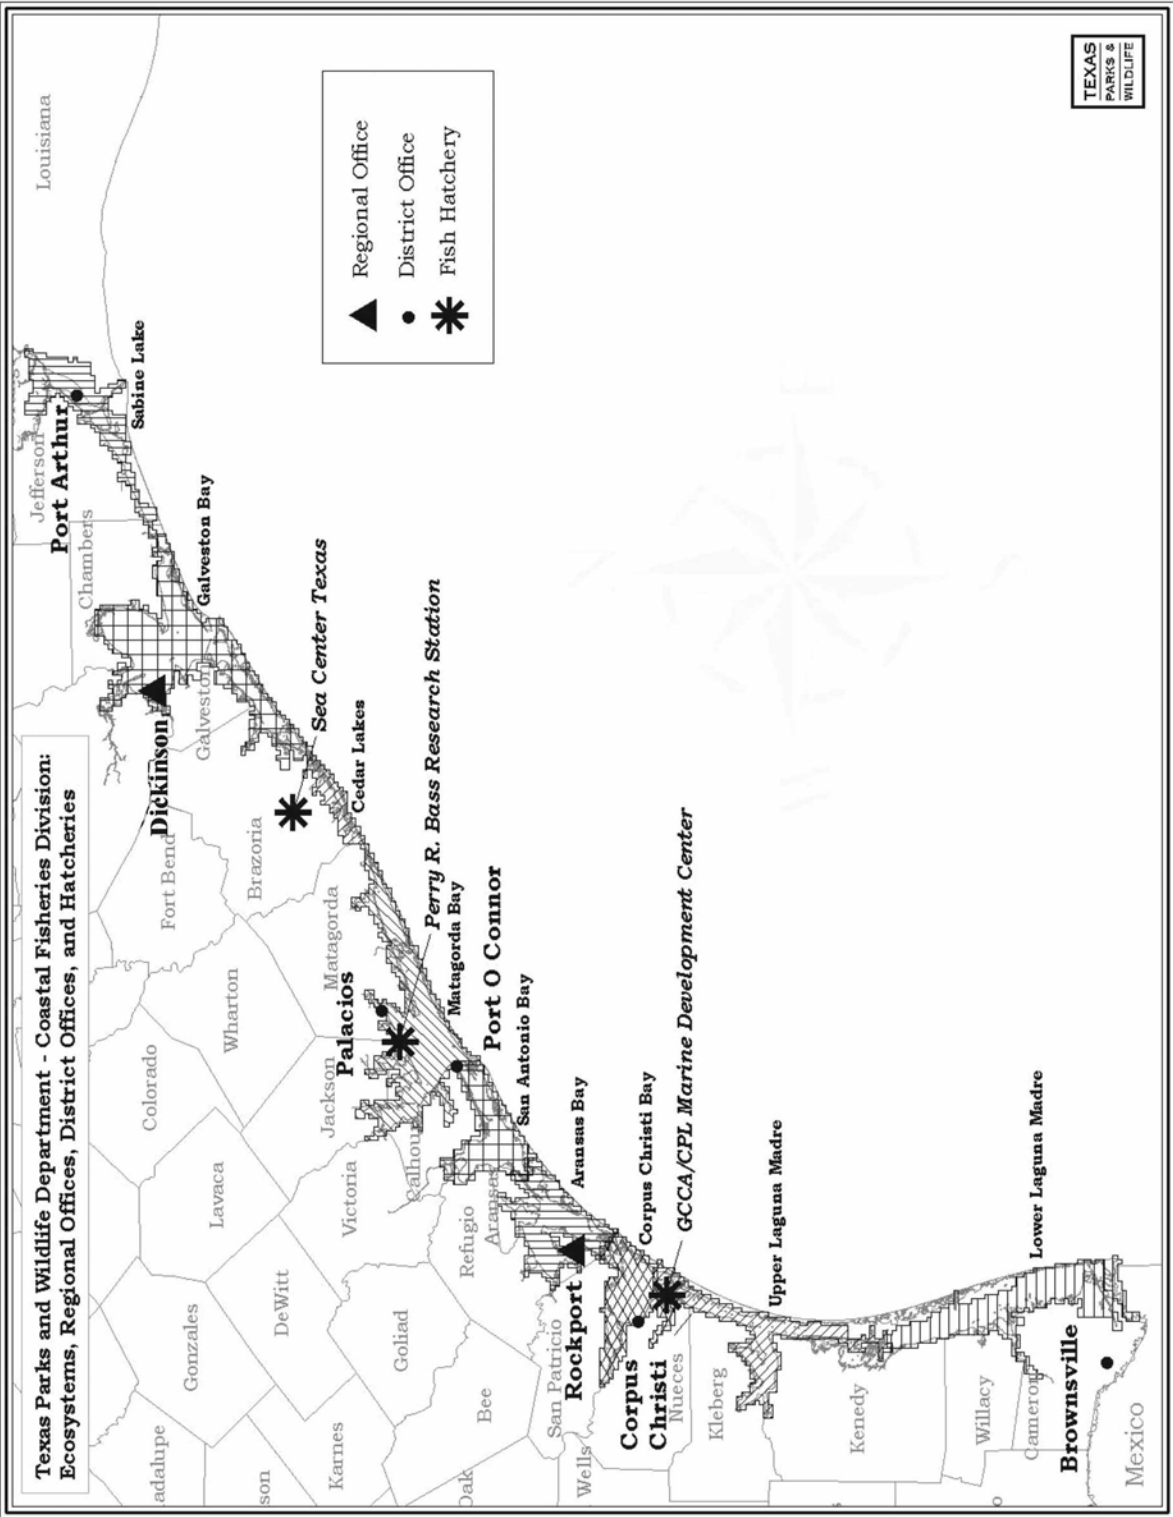 Texas Parks and Wildlife Department - Coastal Fisheries Division:
Ecosystems, Regional Offices, District Offices, and Hatcheries
Louisiana
Regional Office
District Office
Fish Hatchery
TEXAS
PARKS &
WILDLIFE
Jefferson
Port Arthur
Sabine Lake
Chambers
Galveston Bay
Galveston
Dickinson
Sea Center Texas
Fort Bend
Brazoria
Cedar Lakes
Perry R. Bass Research Station
Colorado
Wharton
Matagorda
Matagorda Bay
Palacios
Jackson
Port O Connor
San Antonio Bay
Lavaca
Victoria
Calhoun
Gonzales
DeWitt
Goliad
Refugio
Aransas
Aransas Bay
Rockport
Corpus Christi Bay
GCCA/CPL Marine Development Center
adalupe
son
Karnes
Bee
Oak
San Patricio
Wells
Corpus
Christi
Nueces
Kleberg
Upper Laguna Madre
Kenedy
Willacy
Cameron
Lower Laguna Madre
Brownsville
Mexico